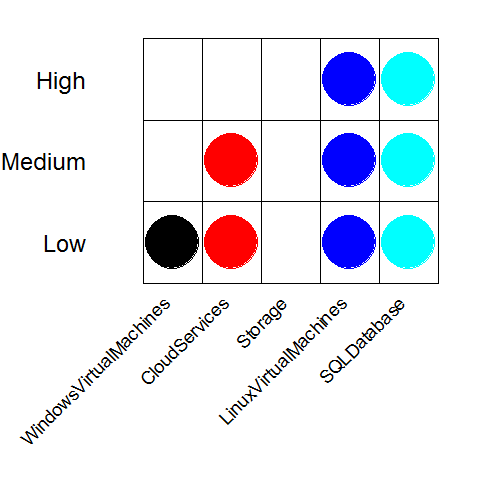 High
Medium
Low
WindowsVirtualMachines
CloudServices
Storage
LinuxVirtualMachines
SQLDatabase